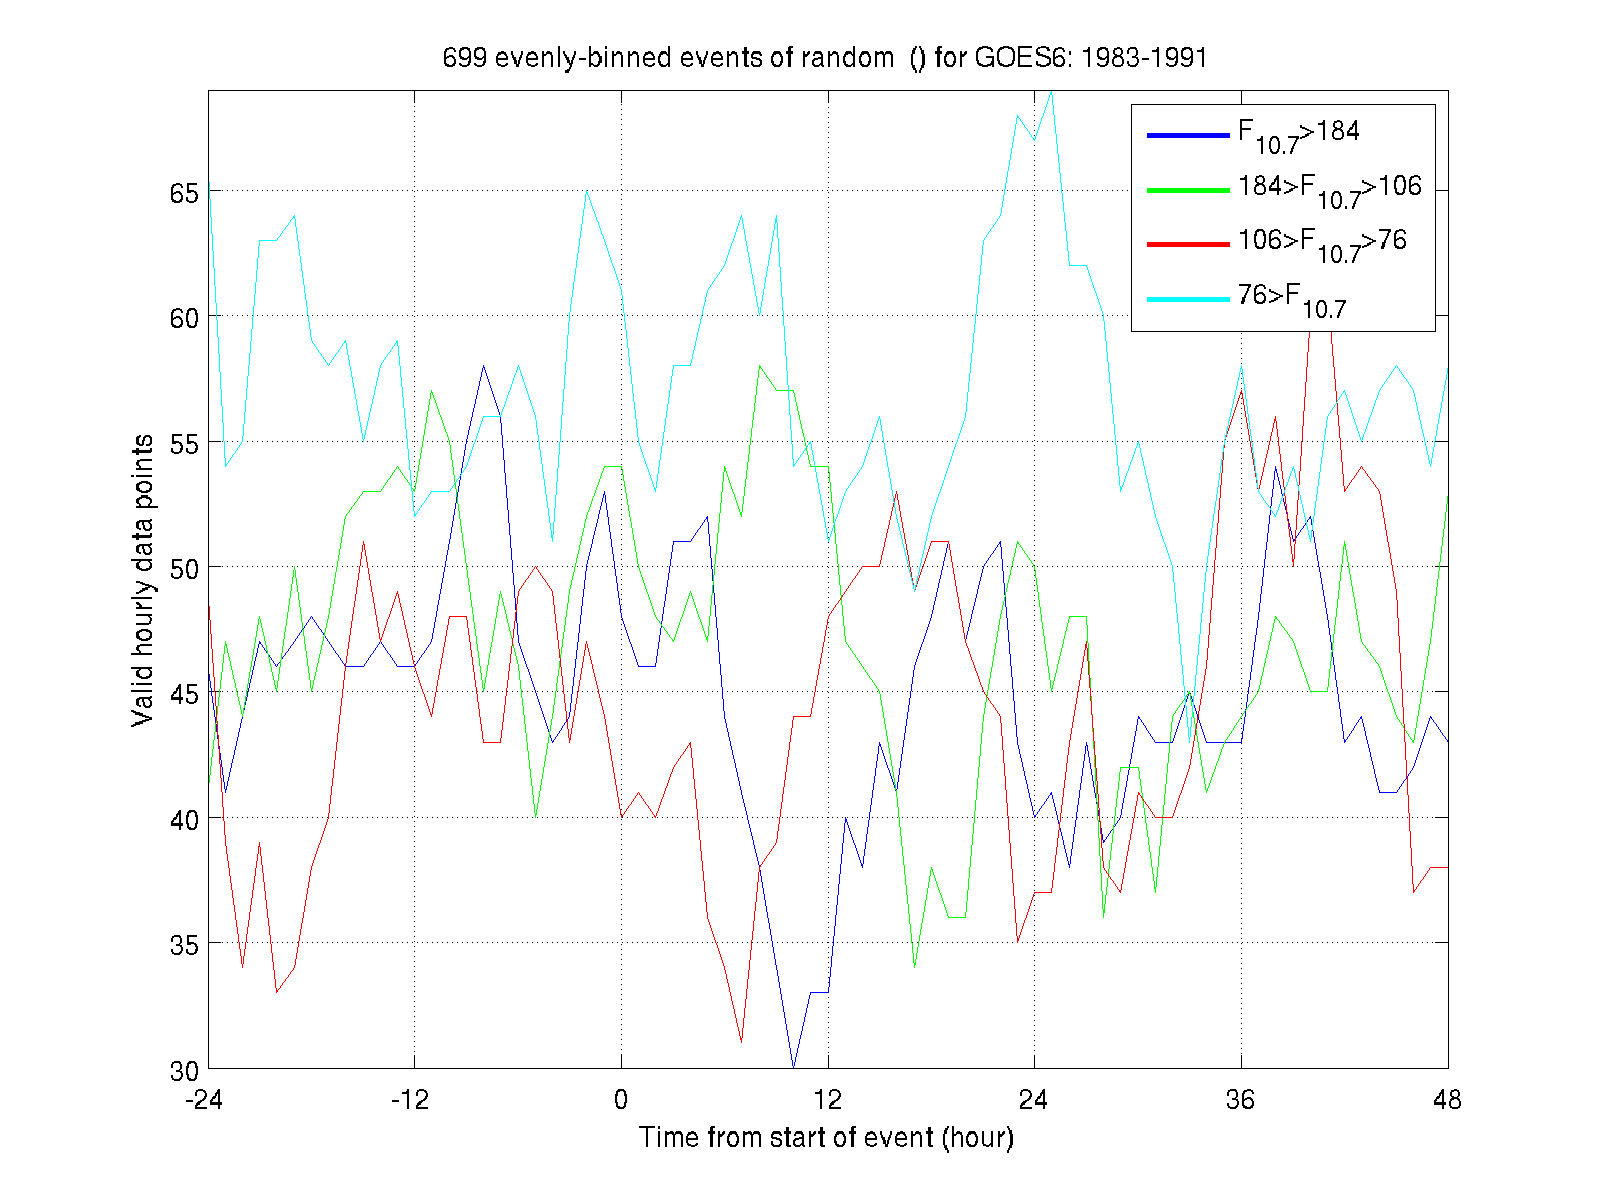 699 evenly-binned events of random  () for GOES6: 1983-1991
F10.7>184
184>F10.7>106
106>F10.7>76
76>F10.7
65
60
55
50
45
40
35
30
Valid hourly data points
-24 -12 0 12 24 36 48
Time from start of event (hour)